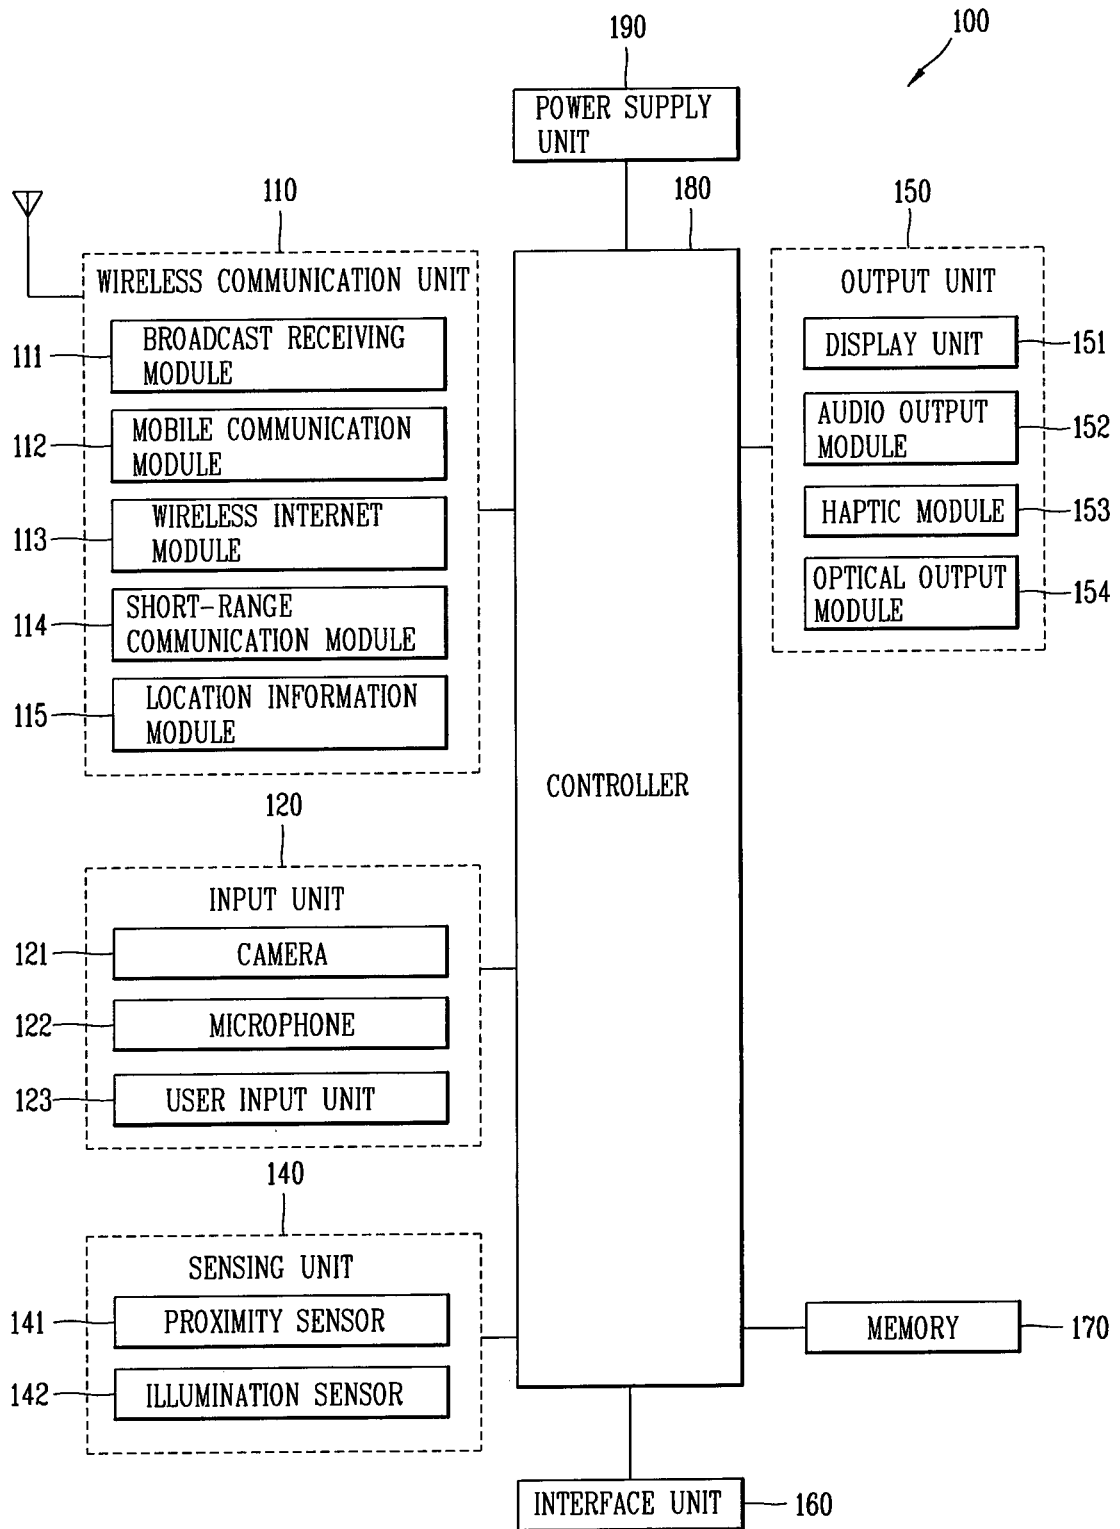 100
190
POWER SUPPLY
UNIT
110
180
150
WIRELESS COMMUNICATION UNIT
111
BROADCAST RECEIVING
MODULE
112
MOBILE COMMUNICATION
MODULE
113
WIRELESS INTERNET
MODULE
114
SHORT-RANGE
COMMUNICATION MODULE
115
LOCATION INFORMATION
MODULE
OUTPUT UNIT
DISPLAY UNIT
151
AUDIO OUTPUT
MODULE
152
HAPTIC MODULE
153
OPTICAL OUTPUT
MODULE
154
CONTROLLER
120
INPUT UNIT
121
CAMERA
122
MICROPHONE
123
USER INPUT UNIT
140
SENSING UNIT
141
PROXIMITY SENSOR
142
ILLUMINATION SENSOR
MEMORY
170
INTERFACE UNIT
160